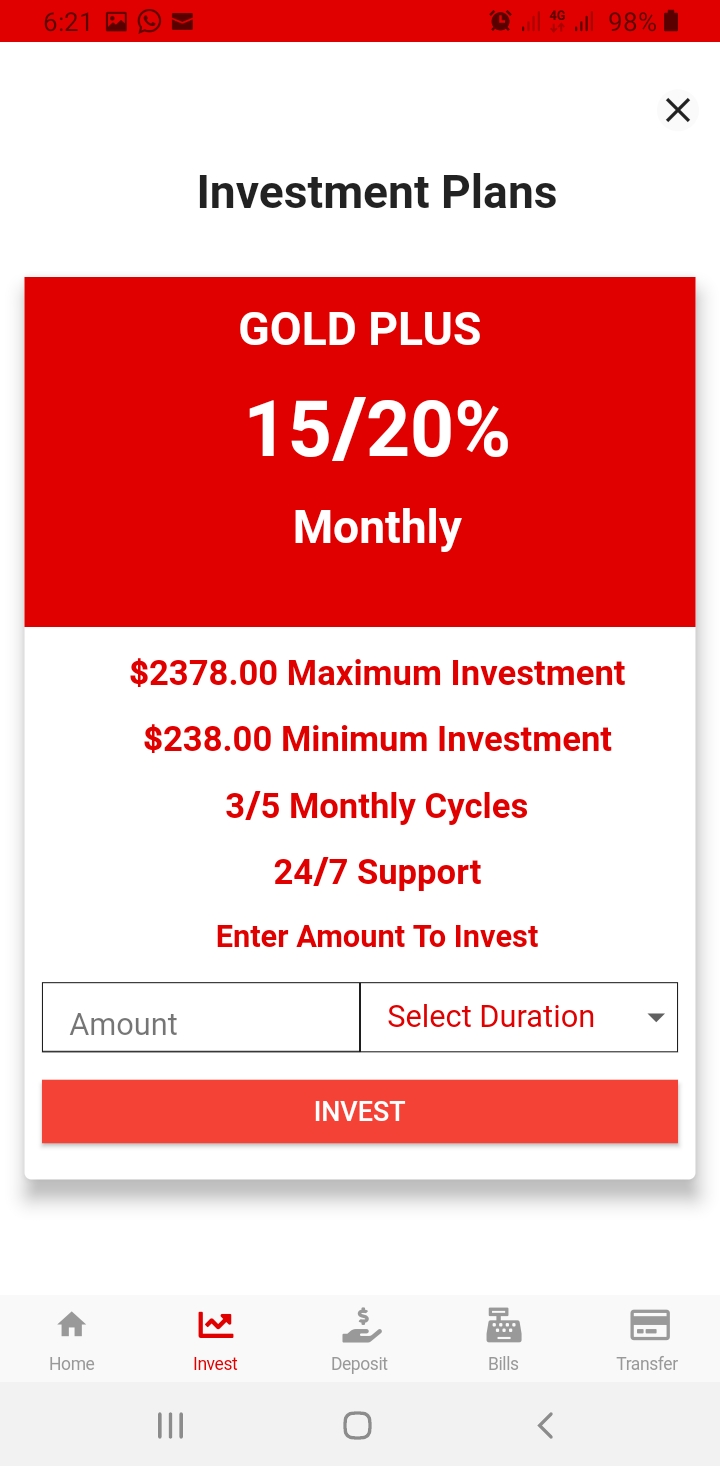 6:21 4G 98%
Investment Plans
GOLD PLUS
15/20%
Monthly
$2378.00 Maximum Investment
$238.00 Minimum Investment
3/5 Monthly Cycles
24/7 Support
Enter Amount To Invest
Amount Select Duration
INVEST
Home Invest Deposit Bills Transfer